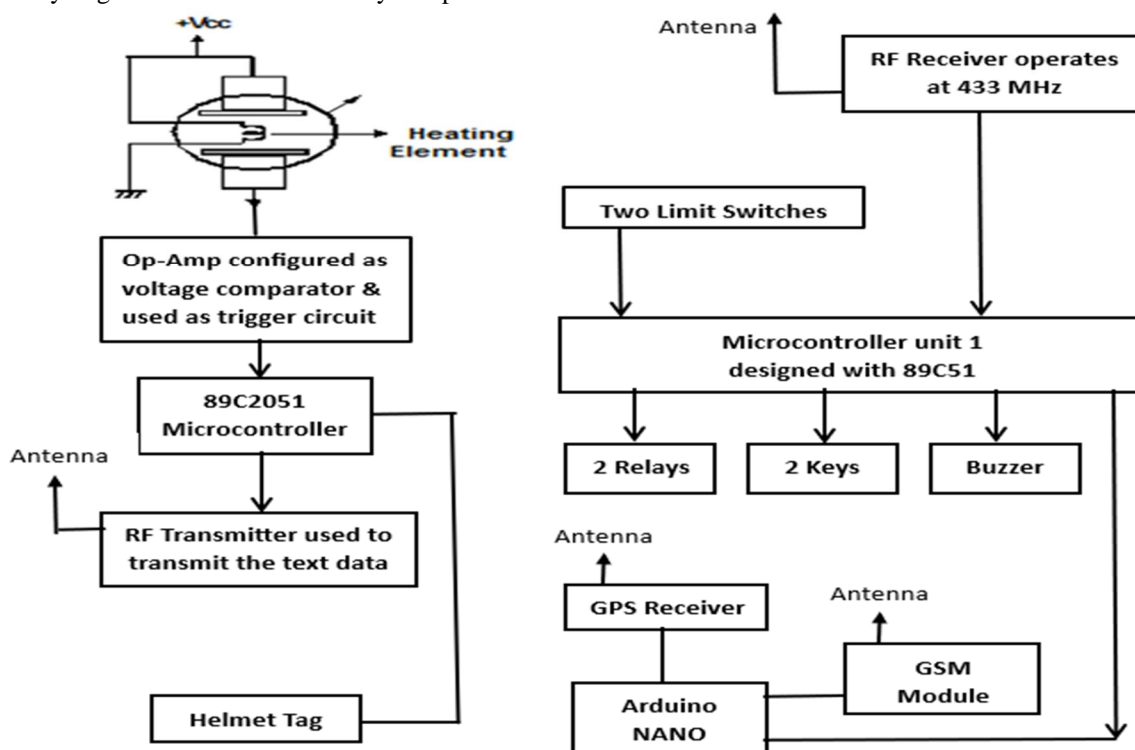 +Vcc
Heating
Element
Op-Amp configured as
voltage comparator &
used as trigger circuit
89C2051
Microcontroller
Antenna
RF Transmitter used to
transmit the text data
Helmet Tag
Antenna
RF Receiver operates
at 433 MHz
Two Limit Switches
Microcontroller unit 1
designed with 89C51
2 Relays
2 Keys
Buzzer
Antenna
GPS Receiver
Antenna
GSM
Module
Arduino
NANO